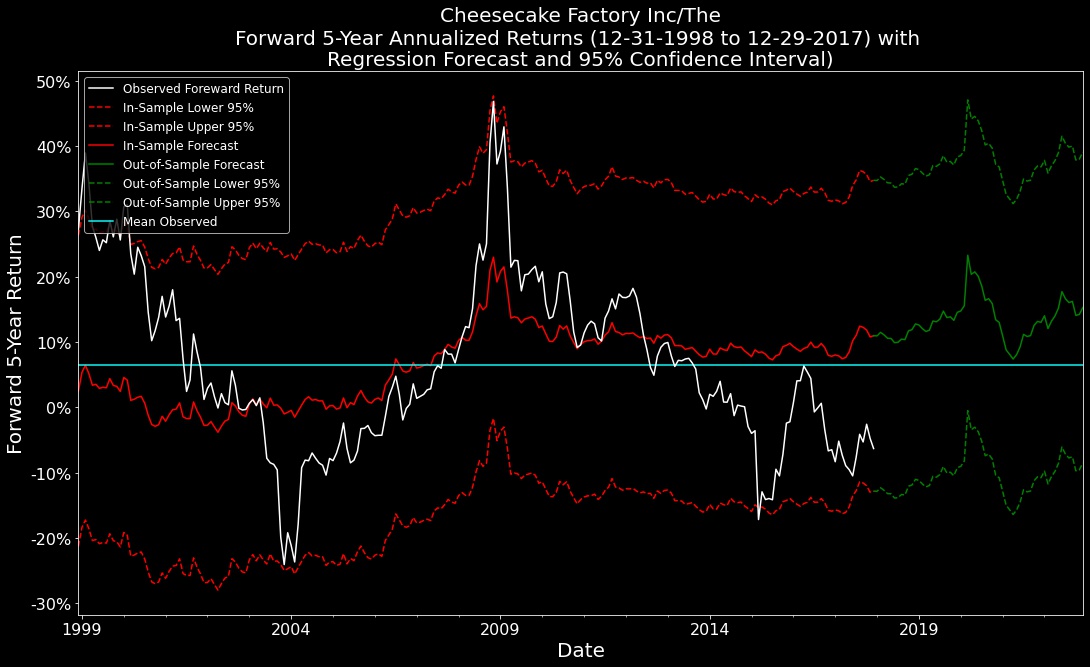 Cheesecake Factory Inc/The
Forward 5-Year Annualized Returns (12-31-1998 to 12-29-2017) with
Regression Forecast and 95% Confidence Interval)
50%
40%
30%
20%
10%
0%
-10%
-20%
-30%
Forward 5-Year Return
Observed Foreward Return
In-Sample Lower 95%
In-Sample Upper 95%
In-Sample Forecast
Out-of-Sample Forecast
Out-of-Sample Lower 95%
Out-of-Sample Upper 95%
Mean Observed
1999 2004 2009 2014 2019
Date